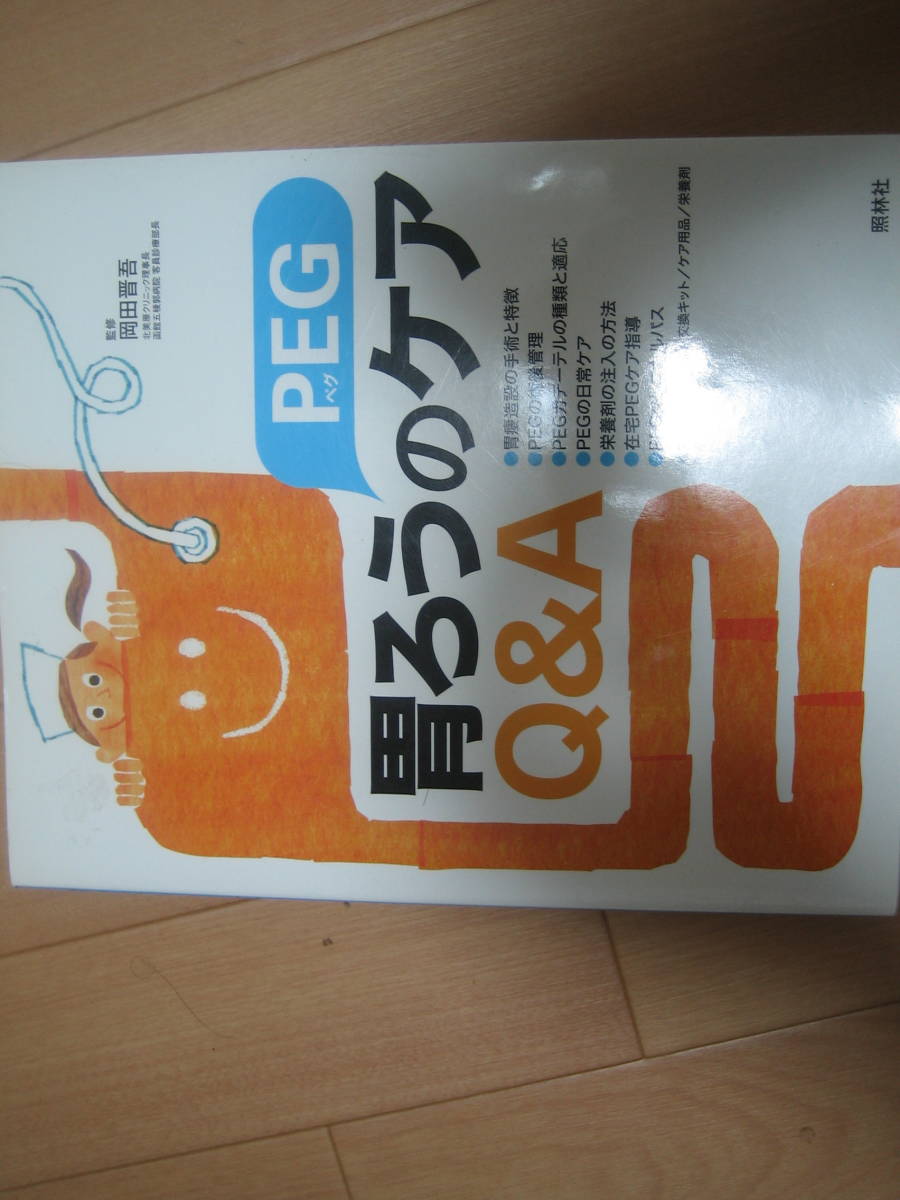 監修
岡田晋吾
北美原クリニック理事長
函館五稜郭病院 客員診療部長
PEG
ペグ
胃ろうのケア
Q&A
●胃瘻造設の手術と特徴
●PEGの術後管理
●PEGカテーテルの種類と適応
●PEGの日常ケア
●栄養剤の注入の方法
●在宅PEGケア指導
ルパス
交換キット/ケア用品/栄養剤
照林社